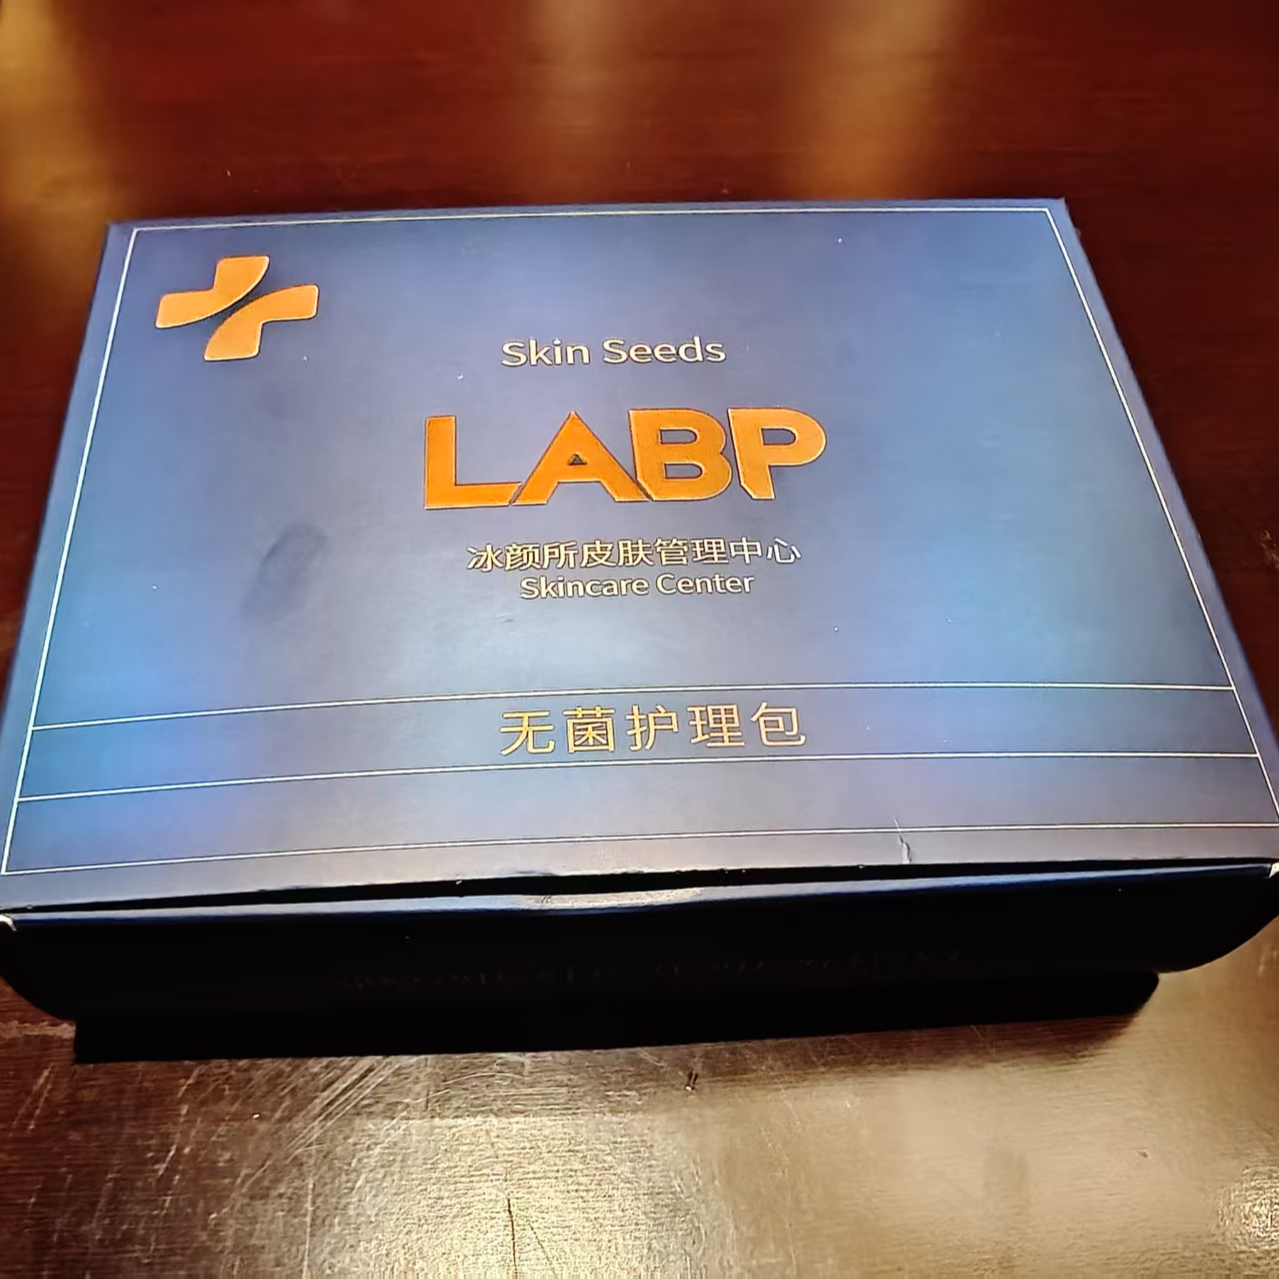 Skin Seeds
LABP
冰颜所皮肤管理中心
Skincare Center
无菌护理包